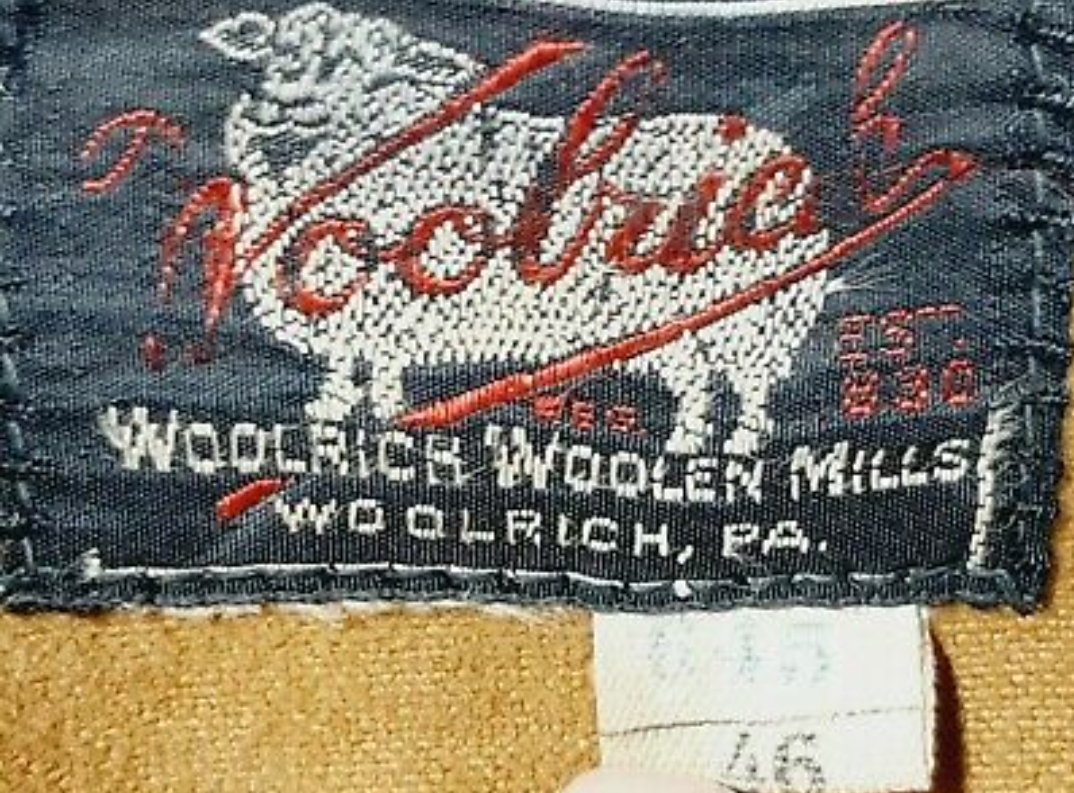 Woolrich
EST.
1830
REG.
WOOLRICH WOOLEN MILLS
WOOLRICH, PA.
46